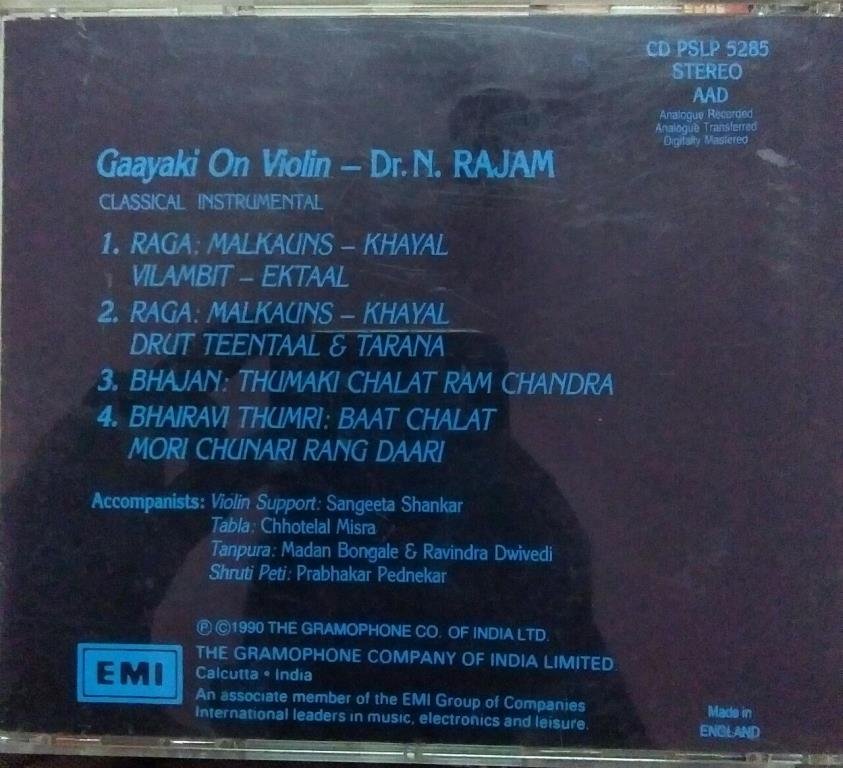 CD PSLP 5285
STEREO
AAD
Analogue Recorded
Analogue Transferred
Digitally Mastered
Gaayaki On Violin – Dr. N. RAJAM
CLASSICAL INSTRUMENTAL
1. RAGA: MALKAUNS – KHAYAL
VILAMBIT – EKTAAL
2. RAGA: MALKAUNS – KHAYAL
DRUT TEENTAAL & TARANA
3. BHAJAN: THUMAKI CHALAT RAM CHANDRA
4. BHAIRAVI THUMRI: BAAT CHALAT
MORI CHUNARI RANG DAARI
Accompanists: Violin Support: Sangeeta Shankar
Tabla: Chhotelal Misra
Tanpura: Madan Bongale & Ravindra Dwivedi
Shruti Peti: Prabhakar Pednekar
℗ ©1990 THE GRAMOPHONE CO. OF INDIA LTD.
EMI
THE GRAMOPHONE COMPANY OF INDIA LIMITED
Calcutta • India
An associate member of the EMI Group of Companies
International leaders in music, electronics and leisure.
Made in
ENGLAND